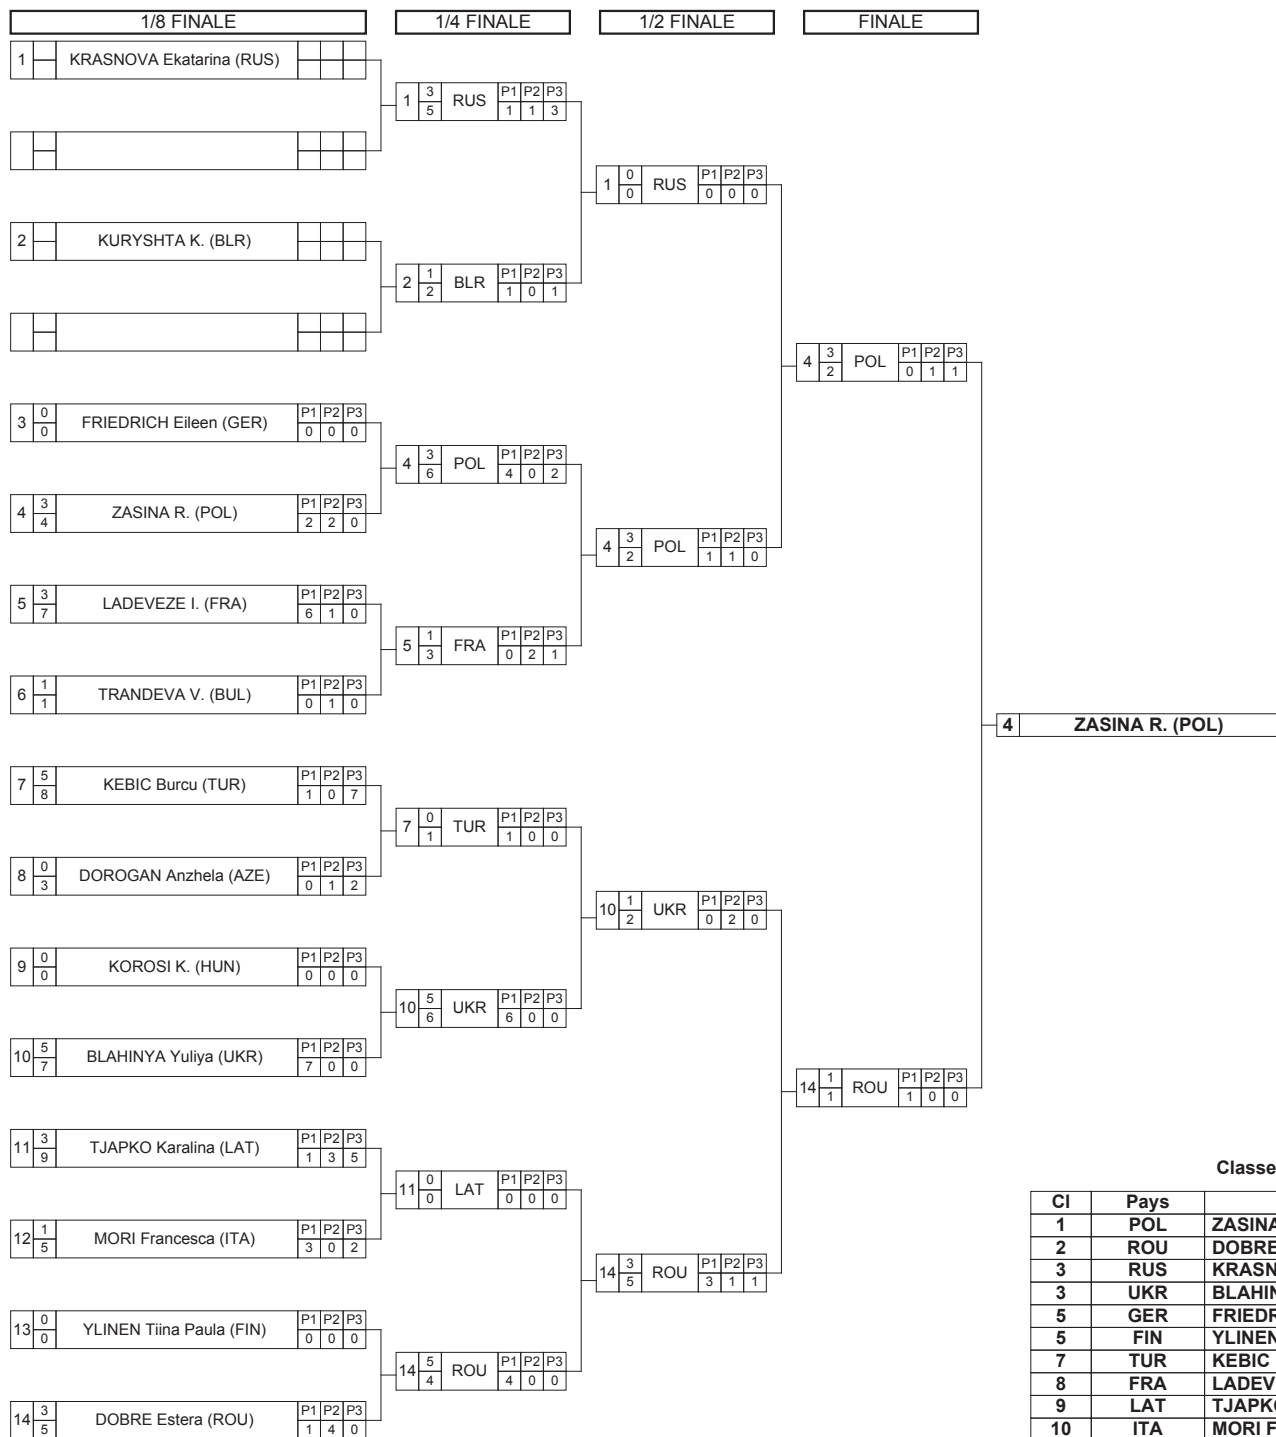 1/8 FINALE 1/4 FINALE 1/2 FINALE FINALE
1 KRASNOVA Ekatarina (RUS)
1 3 5 RUS P1 P2 P3 1 1 3
1 0 0 RUS P1 P2 P3 0 0 0
2 KURYSHTA K. (BLR)
2 1 2 BLR P1 P2 P3 1 0 1
4 3 2 POL P1 P2 P3 0 1 1
3 0 0 FRIEDRICH Eileen (GER) P1 P2 P3 0 0 0
4 3 6 POL P1 P2 P3 4 0 2
4 3 4 ZASINA R. (POL) P1 P2 P3 2 2 0
4 3 2 POL P1 P2 P3 1 1 0
5 3 7 LADEVEZE I. (FRA) P1 P2 P3 6 1 0
5 1 3 FRA P1 P2 P3 0 2 1
6 1 1 TRANDEVA V. (BUL) P1 P2 P3 0 1 0
4 ZASINA R. (POL)
7 5 8 KEBIC Burcu (TUR) P1 P2 P3 1 0 7
7 0 1 TUR P1 P2 P3 1 0 0
8 0 3 DOROGAN Anzhela (AZE) P1 P2 P3 0 1 2
10 1 2 UKR P1 P2 P3 0 2 0
9 0 0 KOROSI K. (HUN) P1 P2 P3 0 0 0
10 5 6 UKR P1 P2 P3 6 0 0
10 5 7 BLAHINYA Yuliya (UKR) P1 P2 P3 7 0 0
14 1 1 ROU P1 P2 P3 1 0 0
11 3 9 TJAPKO Karalina (LAT) P1 P2 P3 1 3 5
11 0 0 LAT P1 P2 P3 0 0 0
12 1 5 MORI Francesca (ITA) P1 P2 P3 3 0 2
14 3 5 ROU P1 P2 P3 3 1 1
13 0 0 YLINEN Tiina Paula (FIN) P1 P2 P3 0 0 0
14 5 4 ROU P1 P2 P3 4 0 0
14 3 5 DOBRE Estera (ROU) P1 P2 P3 1 4 0
Classe
Cl Pays
1 POL ZASINA
2 ROU DOBRE
3 RUS KRASN
3 UKR BLAHIN
5 GER FRIEDR
5 FIN YLINEN
7 TUR KEBIC
8 FRA LADEV
9 LAT TJAPKO
10 ITA MORI F